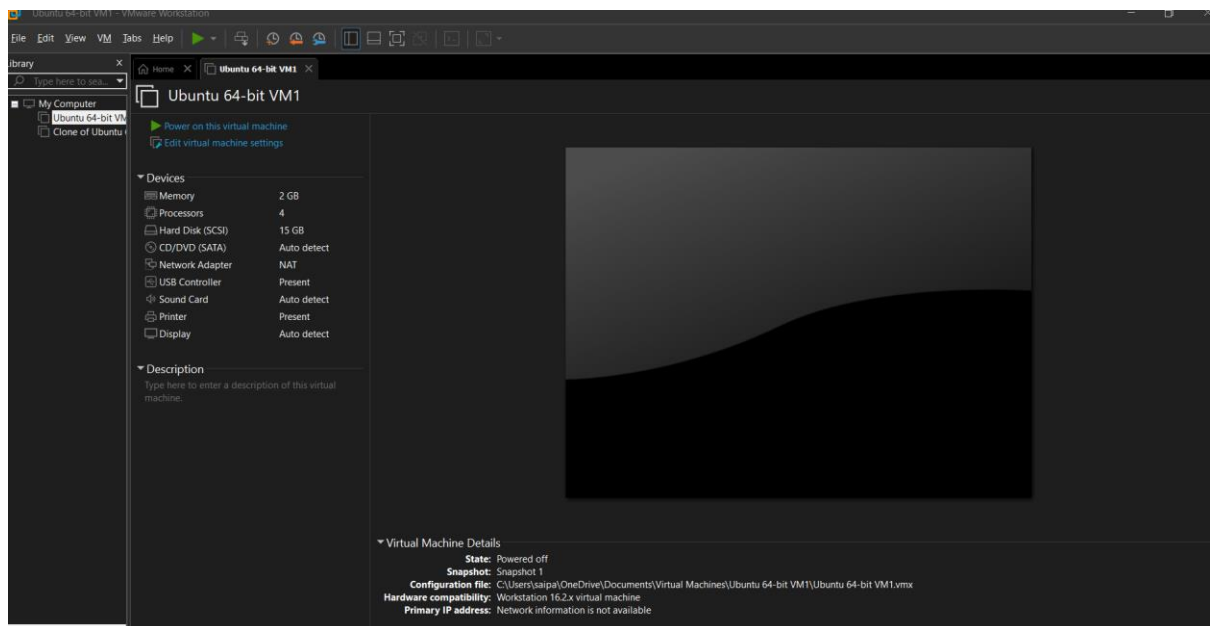 Ubuntu 64-bit VM1 - VMware Workstation
File Edit View VM Tabs Help
Library X
Type here to sea...
Home X Ubuntu 64-bit VM1 X
My Computer
Ubuntu 64-bit VM
Clone of Ubuntu
Ubuntu 64-bit VM1
Power on this virtual machine
Edit virtual machine settings
Devices
Memory 2 GB
Processors 4
Hard Disk (SCSI) 15 GB
CD/DVD (SATA) Auto detect
Network Adapter NAT
USB Controller Present
Sound Card Auto detect
Printer Present
Display Auto detect
Description
Type here to enter a description of this virtual
machine.
Virtual Machine Details
State: Powered off
Snapshot: Snapshot 1
Configuration file: C:\Users\saipa\OneDrive\Documents\Virtual Machines\Ubuntu 64-bit VM1\Ubuntu 64-bit VM1.vmx
Hardware compatibility: Workstation 16.2.x virtual machine
Primary IP address: Network information is not available